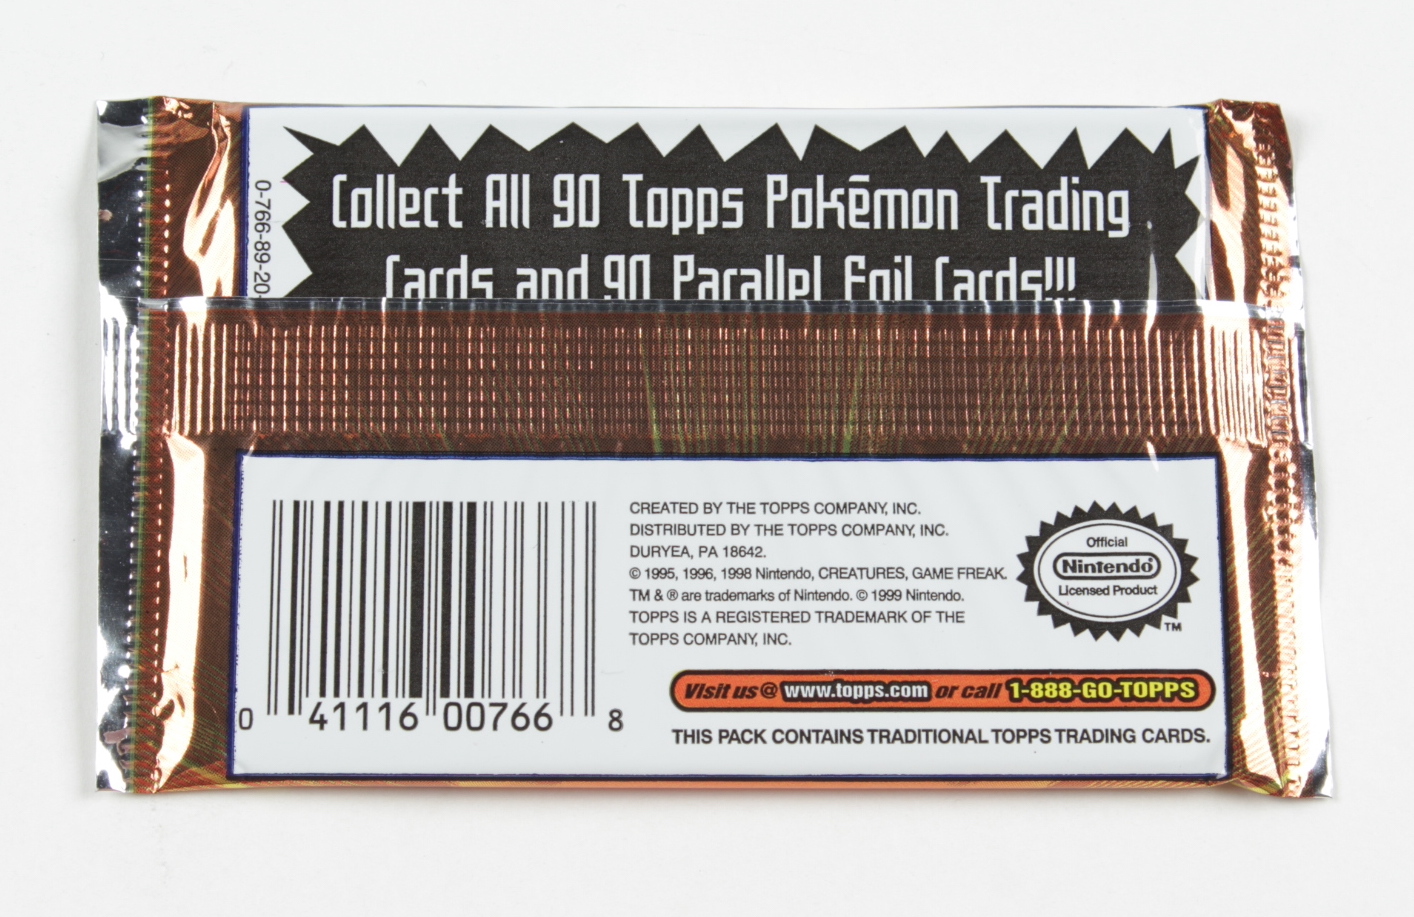 Collect All 90 Topps Pokēmon Trading
Cards and 90 Parallel Foil Cards!!!
0-766-89-20-
CREATED BY THE TOPPS COMPANY, INC.
DISTRIBUTED BY THE TOPPS COMPANY, INC.
DURYEA, PA 18642.
© 1995, 1996, 1998 Nintendo, CREATURES, GAME FREAK.
TM & ® are trademarks of Nintendo. © 1999 Nintendo.
TOPPS IS A REGISTERED TRADEMARK OF THE
TOPPS COMPANY, INC.
Official
Nintendo®
Licensed Product
TM
Visit us @ www.topps.com or call 1-888-GO-TOPPS
THIS PACK CONTAINS TRADITIONAL TOPPS TRADING CARDS.
0 41116 00766 8